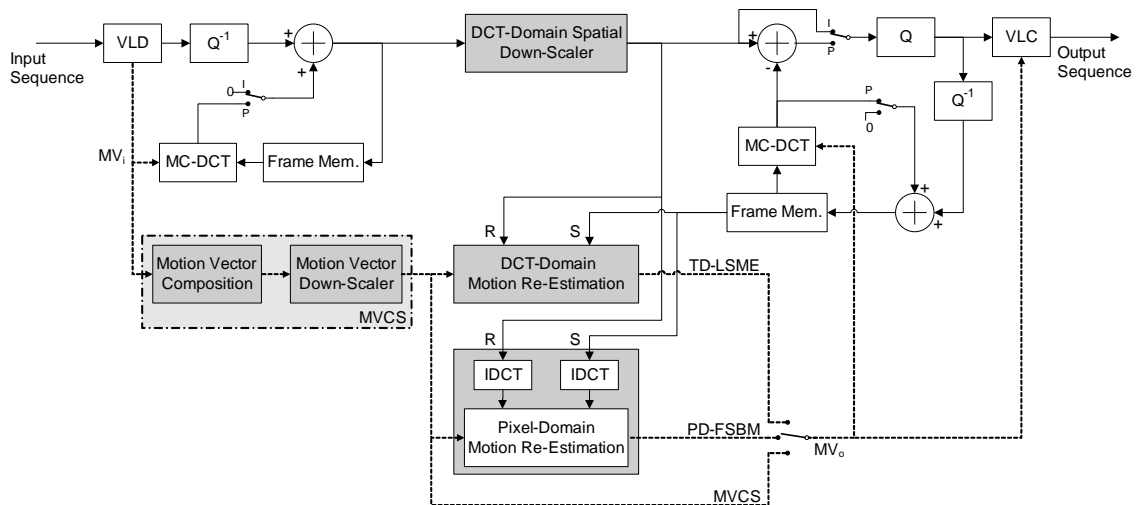 Input
Sequence
VLD
Q-1
+
+
I
0
P
MVi
MC-DCT
Frame Mem.
DCT-Domain Spatial
Down-Scaler
+
-
I
P
Q
VLC
Output
Sequence
Q-1
P
0
MC-DCT
+
+
Frame Mem.
Motion Vector
Composition
Motion Vector
Down-Scaler
MVCS
R
S
DCT-Domain
Motion Re-Estimation
TD-LSME
R
S
IDCT
IDCT
Pixel-Domain
Motion Re-Estimation
PD-FSBM
MVo
MVCS